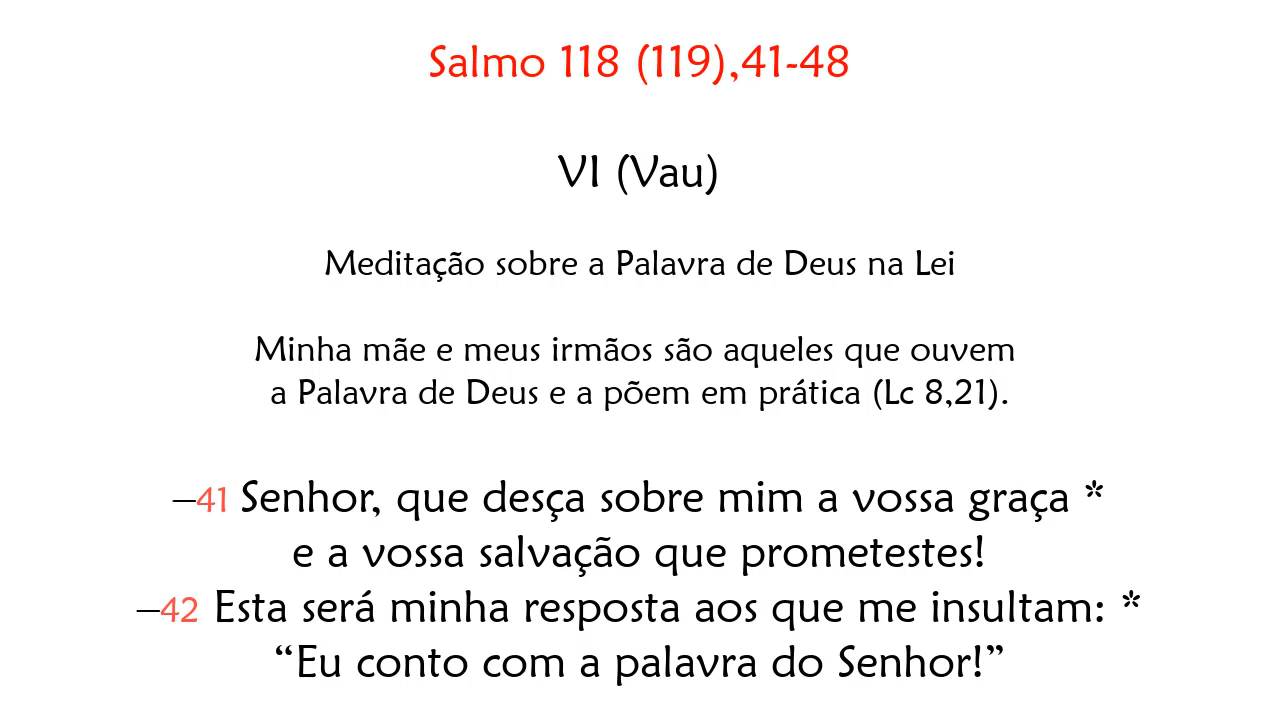 Salmo 118 (119),41-48
VI (Vau)
Meditação sobre a Palavra de Deus na Lei
Minha mãe e meus irmãos são aqueles que ouvem
a Palavra de Deus e a põem em prática (Lc 8,21).
–41 Senhor, que desça sobre mim a vossa graça *
e a vossa salvação que prometestes!
–42 Esta será minha resposta aos que me insultam: *
“Eu conto com a palavra do Senhor!”